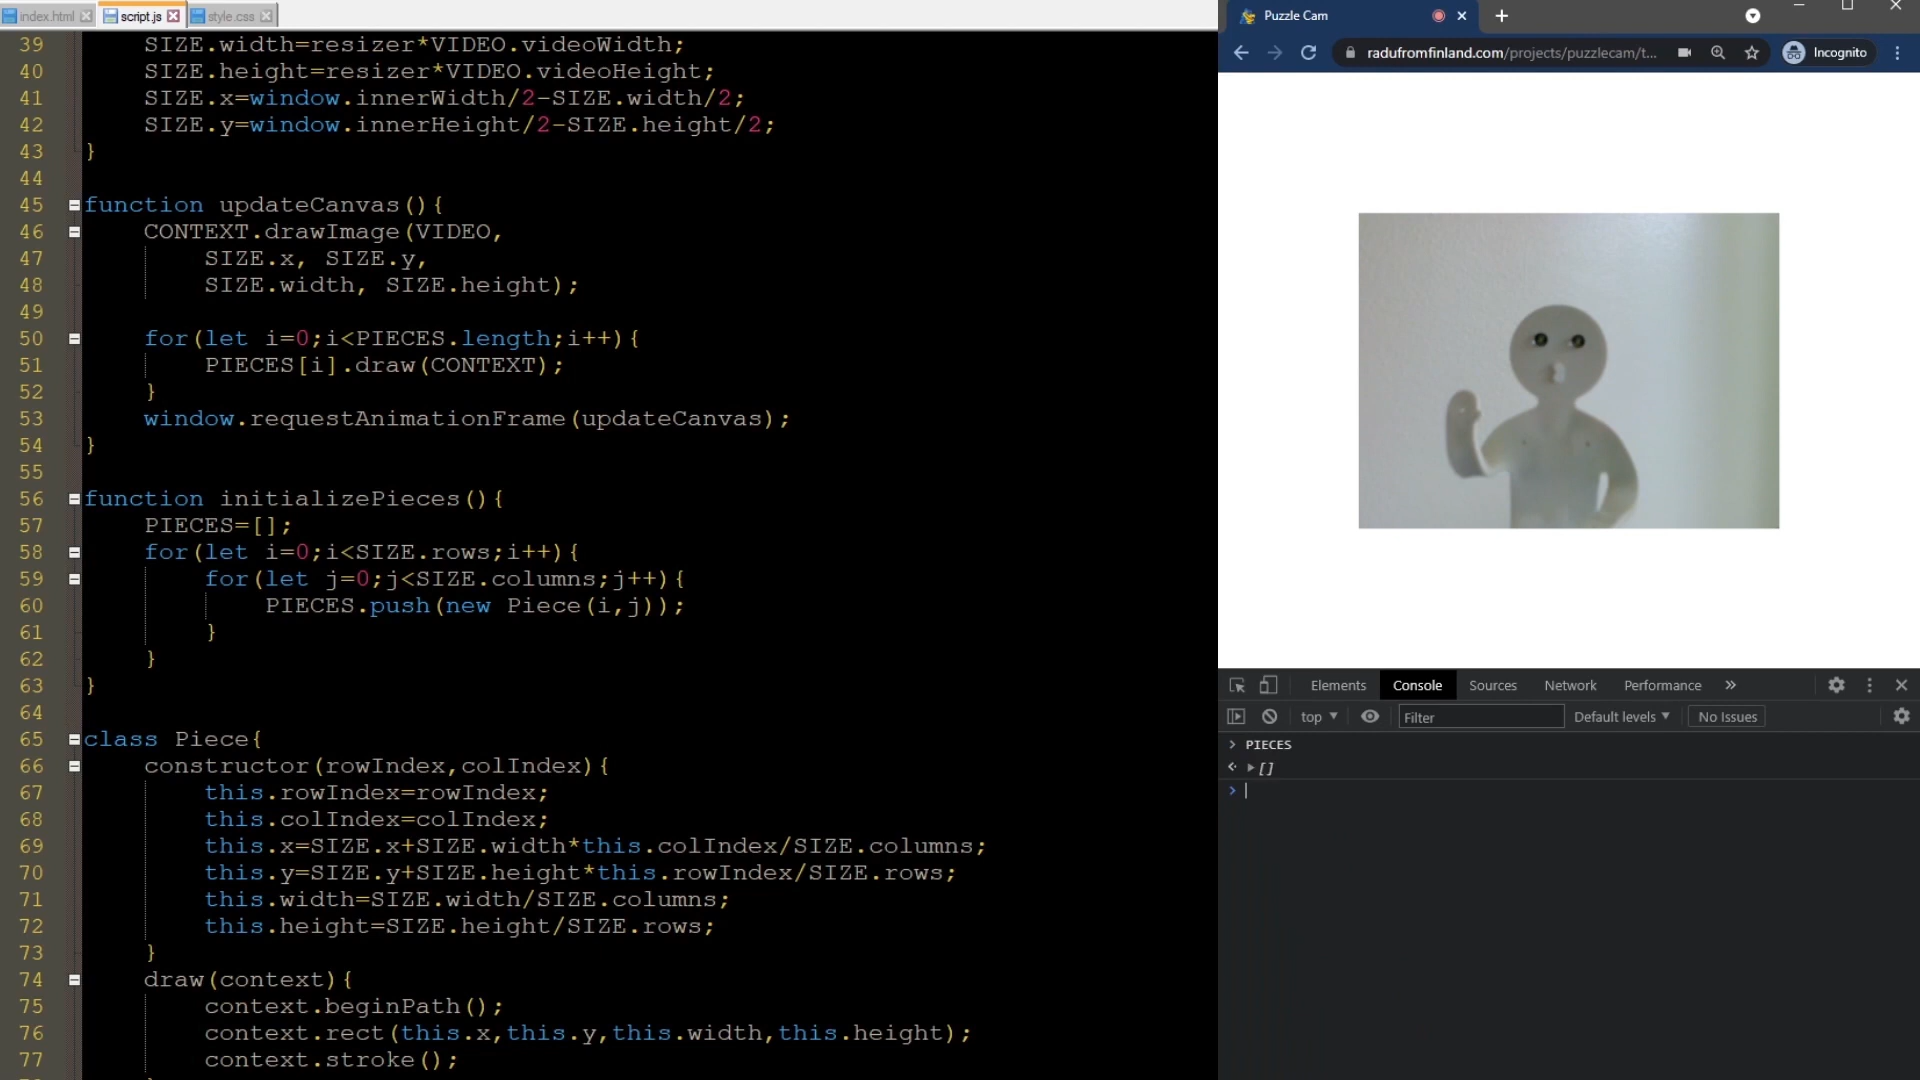 index.html script.js style.css
39 SIZE.width=resizer*VIDEO.videoWidth;
40 SIZE.height=resizer*VIDEO.videoHeight;
41 SIZE.x=window.innerWidth/2-SIZE.width/2;
42 SIZE.y=window.innerHeight/2-SIZE.height/2;
43 }
44
45 function updateCanvas(){
46 CONTEXT.drawImage(VIDEO,
47 SIZE.x, SIZE.y,
48 SIZE.width, SIZE.height);
49
50 for(let i=0;i<PIECES.length;i++){
51 PIECES[i].draw(CONTEXT);
52 }
53 window.requestAnimationFrame(updateCanvas);
54 }
55
56 function initializePieces(){
57 PIECES=[];
58 for(let i=0;i<SIZE.rows;i++){
59 for(let j=0;j<SIZE.columns;j++){
60 PIECES.push(new Piece(i,j));
61 }
62 }
63 }
64
65 class Piece{
66 constructor(rowIndex,colIndex){
67 this.rowIndex=rowIndex;
68 this.colIndex=colIndex;
69 this.x=SIZE.x+SIZE.width*this.colIndex/SIZE.columns;
70 this.y=SIZE.y+SIZE.height*this.rowIndex/SIZE.rows;
71 this.width=SIZE.width/SIZE.columns;
72 this.height=SIZE.height/SIZE.rows;
73 }
74 draw(context){
75 context.beginPath();
76 context.rect(this.x,this.y,this.width,this.height);
77 context.stroke();
Puzzle Cam
radufromfinland.com/projects/puzzlecam/t... Incognito
Elements Console Sources Network Performance »
top Filter Default levels No Issues
> PIECES
[]
>